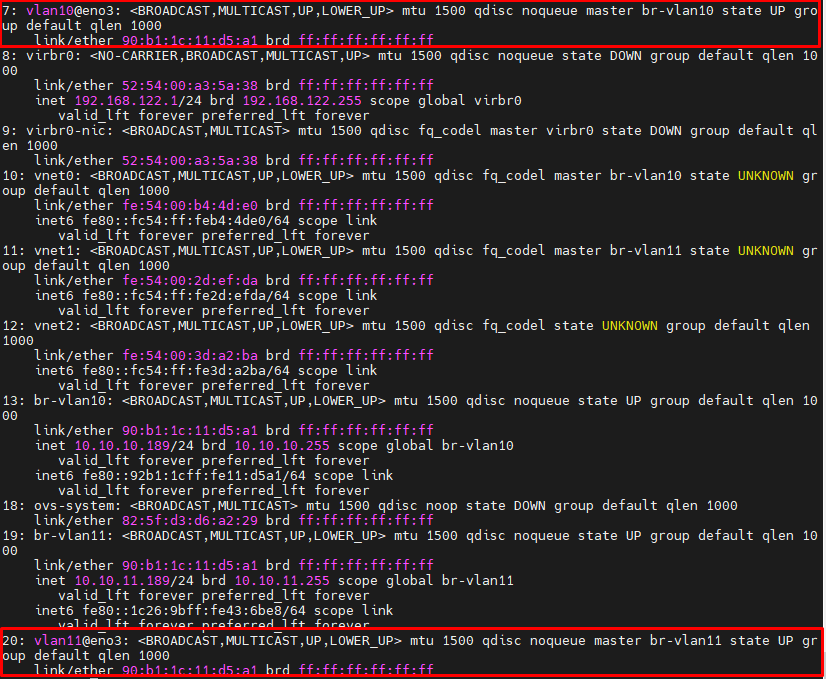 7: vlan10@eno3: <BROADCAST,MULTICAST,UP,LOWER_UP> mtu 1500 qdisc noqueue master br-vlan10 state UP gro
up default qlen 1000
    link/ether 90:b1:1c:11:d5:a1 brd ff:ff:ff:ff:ff:ff
8: virbr0: <NO-CARRIER,BROADCAST,MULTICAST,UP> mtu 1500 qdisc noqueue state DOWN group default qlen 10
00
    link/ether 52:54:00:a3:5a:38 brd ff:ff:ff:ff:ff:ff
    inet 192.168.122.1/24 brd 192.168.122.255 scope global virbr0
       valid_lft forever preferred_lft forever
9: virbr0-nic: <BROADCAST,MULTICAST> mtu 1500 qdisc fq_codel master virbr0 state DOWN group default ql
en 1000
    link/ether 52:54:00:a3:5a:38 brd ff:ff:ff:ff:ff:ff
10: vnet0: <BROADCAST,MULTICAST,UP,LOWER_UP> mtu 1500 qdisc fq_codel master br-vlan10 state UNKNOWN gr
oup default qlen 1000
    link/ether fe:54:00:b4:4d:e0 brd ff:ff:ff:ff:ff:ff
    inet6 fe80::fc54:ff:feb4:4de0/64 scope link
       valid_lft forever preferred_lft forever
11: vnet1: <BROADCAST,MULTICAST,UP,LOWER_UP> mtu 1500 qdisc fq_codel master br-vlan11 state UNKNOWN gr
oup default qlen 1000
    link/ether fe:54:00:2d:ef:da brd ff:ff:ff:ff:ff:ff
    inet6 fe80::fc54:ff:fe2d:efda/64 scope link
       valid_lft forever preferred_lft forever
12: vnet2: <BROADCAST,MULTICAST,UP,LOWER_UP> mtu 1500 qdisc fq_codel state UNKNOWN group default qlen
1000
    link/ether fe:54:00:3d:a2:ba brd ff:ff:ff:ff:ff:ff
    inet6 fe80::fc54:ff:fe3d:a2ba/64 scope link
       valid_lft forever preferred_lft forever
13: br-vlan10: <BROADCAST,MULTICAST,UP,LOWER_UP> mtu 1500 qdisc noqueue state UP group default qlen 10
00
    link/ether 90:b1:1c:11:d5:a1 brd ff:ff:ff:ff:ff:ff
    inet 10.10.10.189/24 brd 10.10.10.255 scope global br-vlan10
       valid_lft forever preferred_lft forever
    inet6 fe80::92b1:1cff:fe11:d5a1/64 scope link
       valid_lft forever preferred_lft forever
18: ovs-system: <BROADCAST,MULTICAST> mtu 1500 qdisc noop state DOWN group default qlen 1000
    link/ether 82:5f:d3:d6:a2:29 brd ff:ff:ff:ff:ff:ff
19: br-vlan11: <BROADCAST,MULTICAST,UP,LOWER_UP> mtu 1500 qdisc noqueue state UP group default qlen 10
00
    link/ether 90:b1:1c:11:d5:a1 brd ff:ff:ff:ff:ff:ff
    inet 10.10.11.189/24 brd 10.10.11.255 scope global br-vlan11
       valid_lft forever preferred_lft forever
    inet6 fe80::1c26:9bff:fe43:6be8/64 scope link
       valid_lft forever preferred_lft forever
20: vlan11@eno3: <BROADCAST,MULTICAST,UP,LOWER_UP> mtu 1500 qdisc noqueue master br-vlan11 state UP gr
oup default qlen 1000
    link/ether 90:b1:1c:11:d5:a1 brd ff:ff:ff:ff:ff:ff